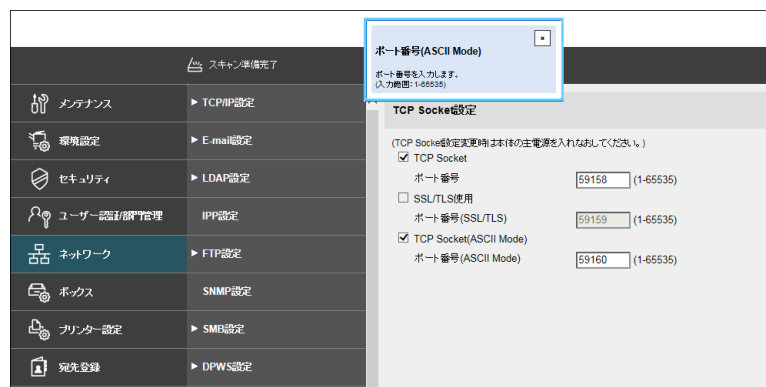 ポート番号(ASCII Mode)
ポート番号を入力します。
(入力範囲:1-65535)
スキャン準備完了
メンテナンス
環境設定
セキュリティ
ユーザー認証/部門管理
ネットワーク
ボックス
プリンター設定
宛先登録
▶ TCP/IP設定
▶ E-mail設定
▶ LDAP設定
IPP設定
▶ FTP設定
SNMP設定
▶ SMB設定
▶ DPWS設定
TCP Socket設定
(TCP Socket設定変更時は本体の主電源を入れなおしてください。)
TCP Socket
ポート番号 59158 (1-65535)
SSL/TLS使用
ポート番号(SSL/TLS) 59159 (1-65535)
TCP Socket(ASCII Mode)
ポート番号(ASCII Mode) 59160 (1-65535)